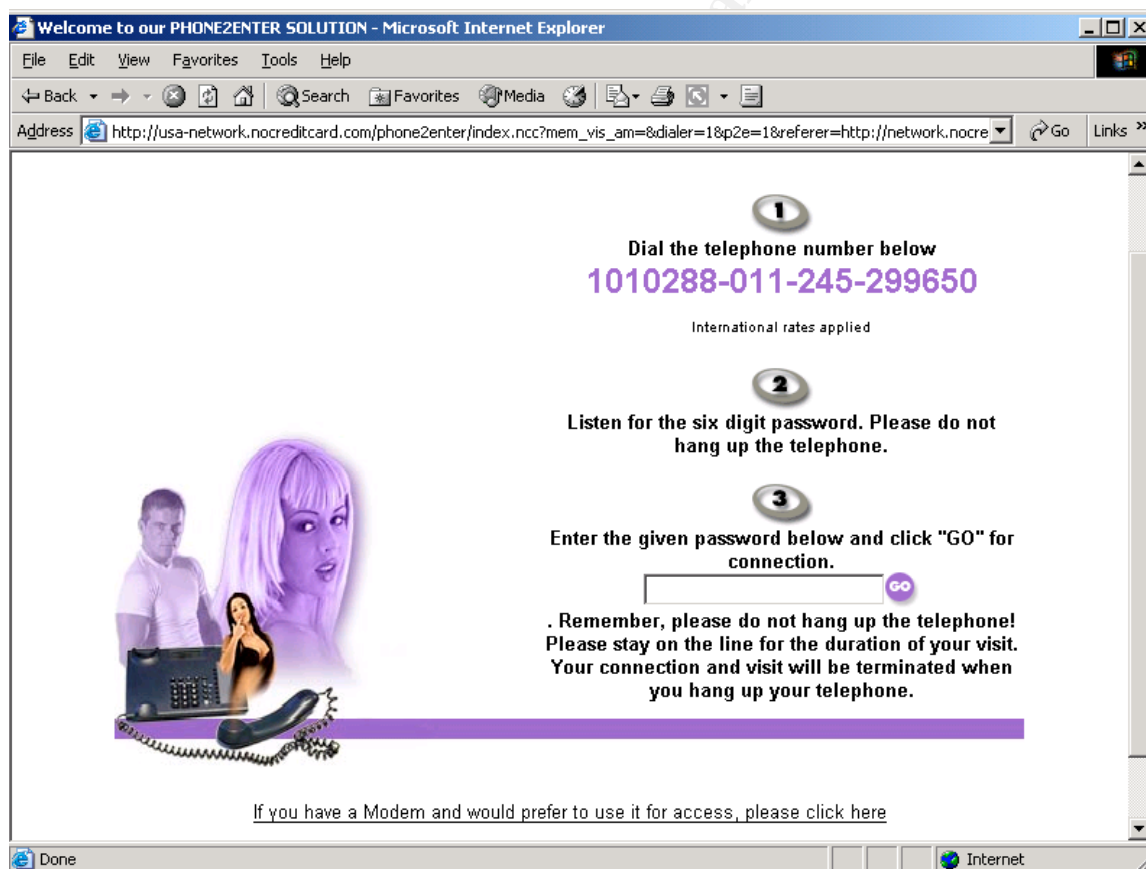 Welcome to our PHONE2ENTER SOLUTION - Microsoft Internet Explorer
File Edit View Favorites Tools Help
Back Search Favorites Media
Address http://usa-network.nocreditcard.com/phone2enter/index.ncc?mem_vis_am=&dialer=1&p2e=1&referer=http://network.nocre Go Links »
1
Dial the telephone number below
1010288-011-245-299650
International rates applied
2
Listen for the six digit password. Please do not
hang up the telephone.
3
Enter the given password below and click "GO" for
connection.
GO
. Remember, please do not hang up the telephone!
Please stay on the line for the duration of your visit.
Your connection and visit will be terminated when
you hang up your telephone.
If you have a Modem and would prefer to use it for access, please click here
Done Internet